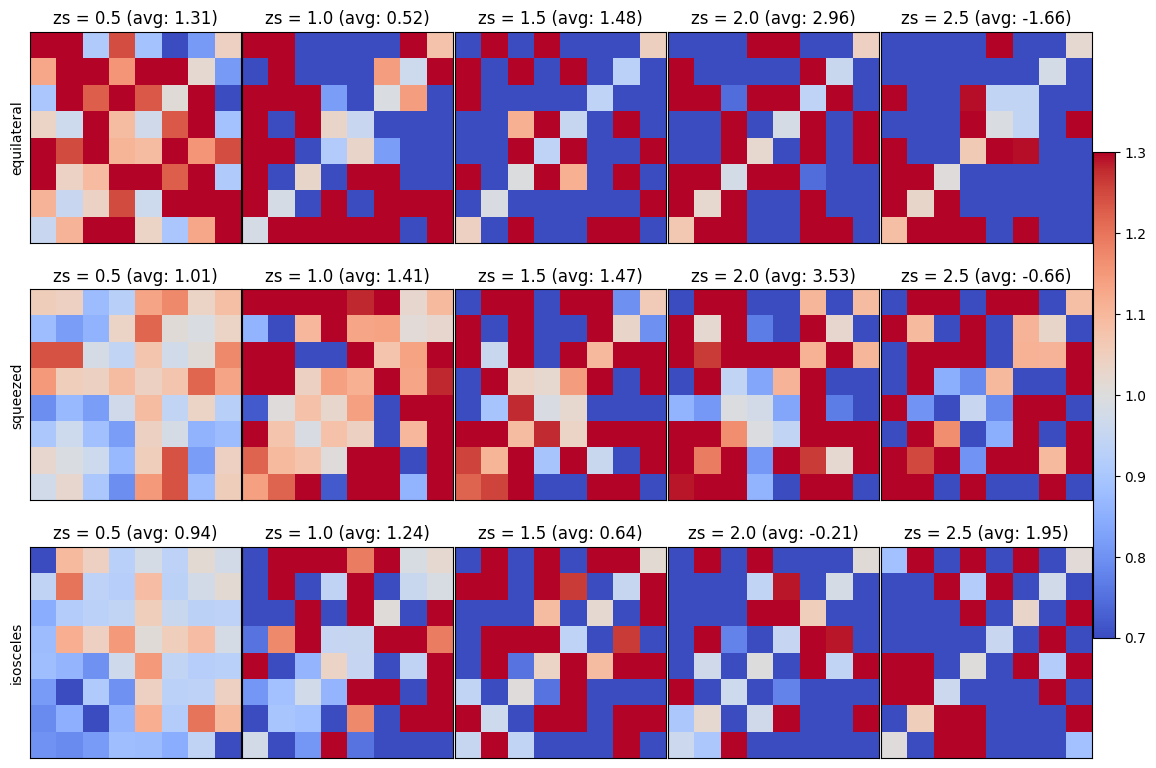 zs = 0.5 (avg: 1.31)
zs = 1.0 (avg: 0.52)
zs = 1.5 (avg: 1.48)
zs = 2.0 (avg: 2.96)
zs = 2.5 (avg: -1.66)
equilateral
zs = 0.5 (avg: 1.01)
zs = 1.0 (avg: 1.41)
zs = 1.5 (avg: 1.47)
zs = 2.0 (avg: 3.53)
zs = 2.5 (avg: -0.66)
squeezed
zs = 0.5 (avg: 0.94)
zs = 1.0 (avg: 1.24)
zs = 1.5 (avg: 0.64)
zs = 2.0 (avg: -0.21)
zs = 2.5 (avg: 1.95)
isosceles
1.3
1.2
1.1
1.0
0.9
0.8
0.7